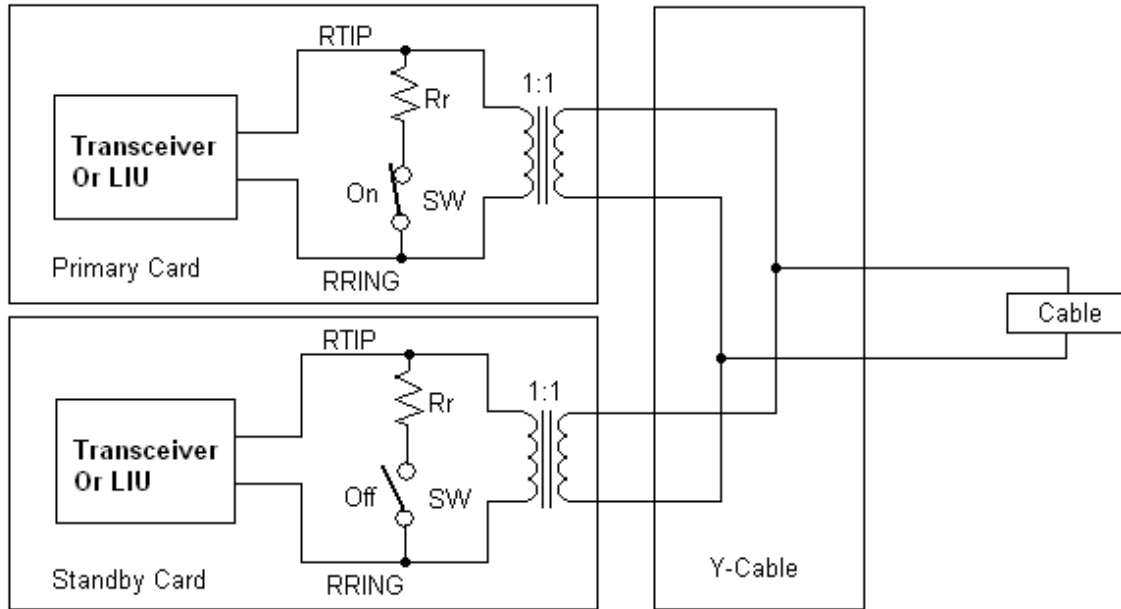 RTIP
1:1
Rr
Transceiver
Or LIU
On
SW
Primary Card
RRING
Cable
RTIP
1:1
Rr
Transceiver
Or LIU
Off
SW
Y-Cable
Standby Card
RRING